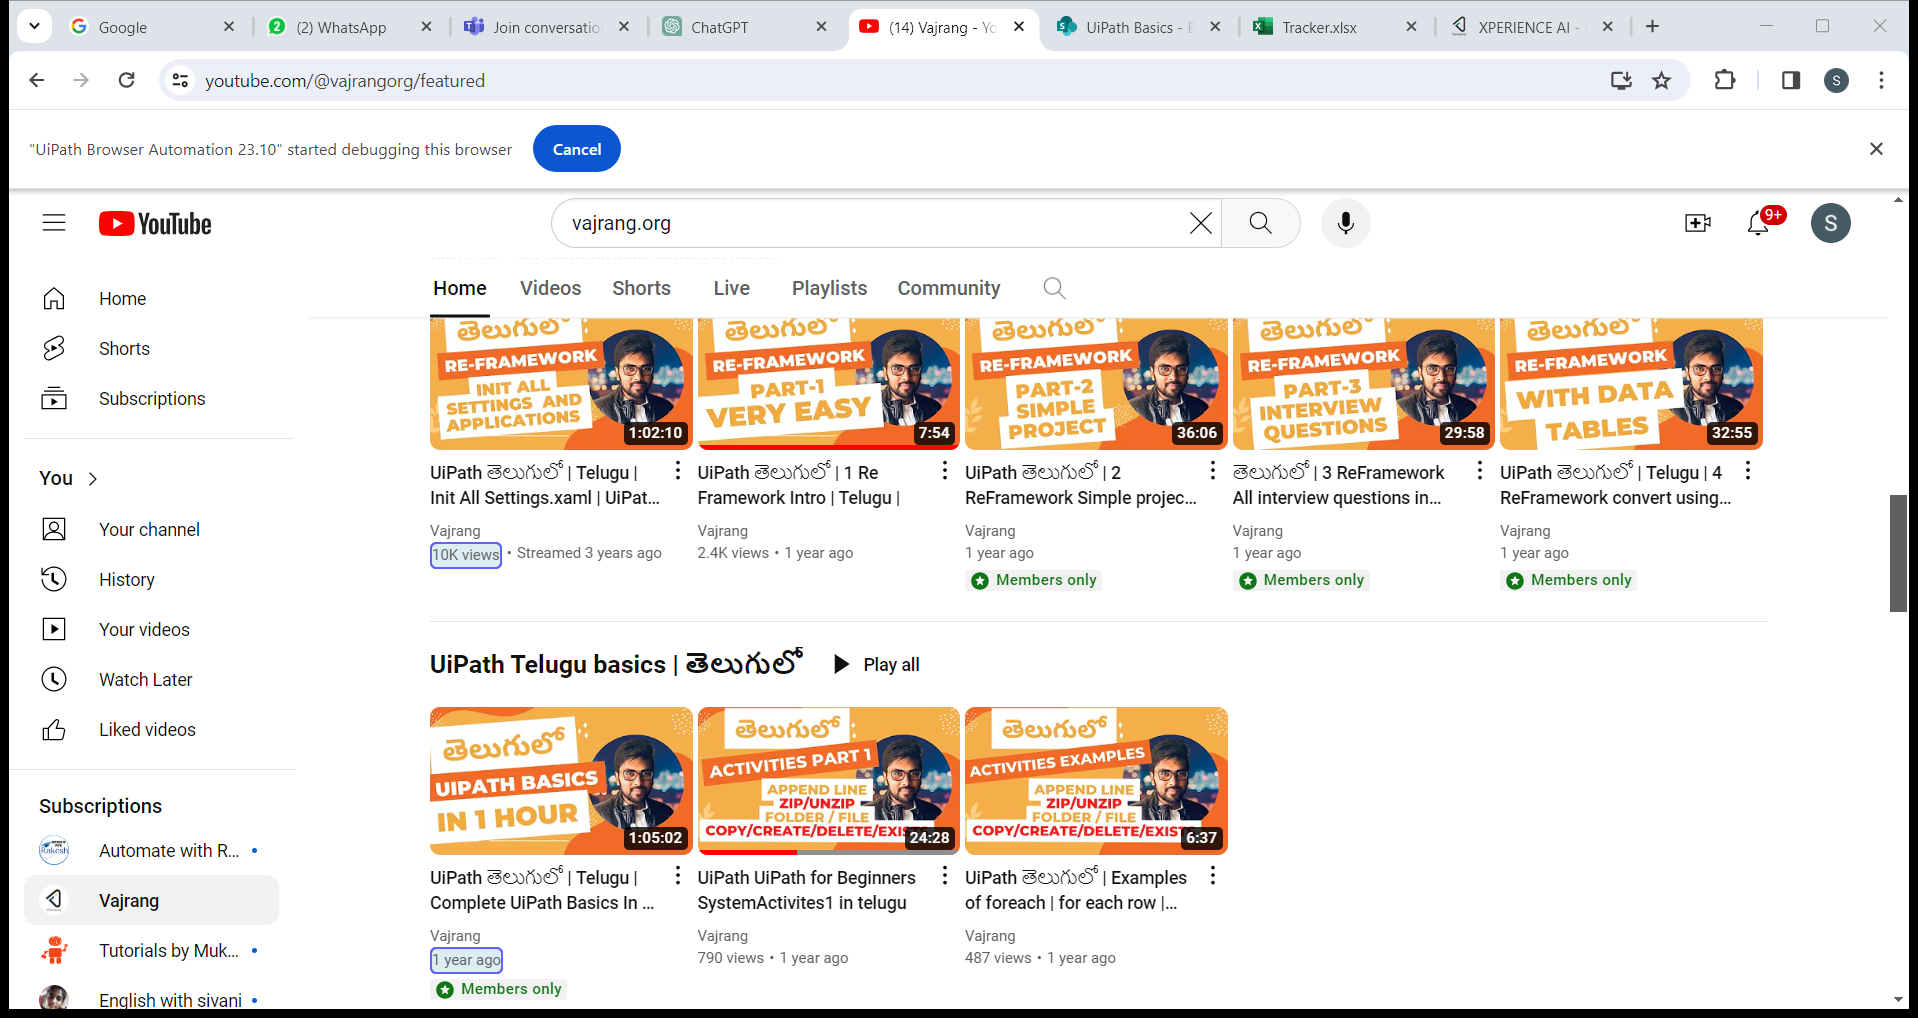 Google
(2) WhatsApp
Join conversatio
ChatGPT
(14) Vajrang - Yo
UiPath Basics - E
Tracker.xlsx
XPERIENCE AI -
youtube.com/@vajrangorg/featured
S
"UiPath Browser Automation 23.10" started debugging this browser
Cancel
YouTube
vajrang.org
9+
S
Home
Videos
Shorts
Live
Playlists
Community
Home
Shorts
Subscriptions
You
Your channel
History
Your videos
Watch Later
Liked videos
Subscriptions
Automate with R...
Vajrang
Tutorials by Muk...
English with sivani
తెలుగులో
RE-FRAMEWORK
INIT ALL
SETTINGS AND
APPLICATIONS
1:02:10
UiPath తెలుగులో | Telugu |
Init All Settings.xaml | UiPat...
Vajrang
10K views • Streamed 3 years ago
తెలుగులో
RE-FRAMEWORK
PART-1
VERY EASY
7:54
UiPath తెలుగులో | 1 Re
Framework Intro | Telugu |
Vajrang
2.4K views • 1 year ago
తెలుగులో
RE-FRAMEWORK
PART-2
SIMPLE
PROJECT
36:06
UiPath తెలుగులో | 2
ReFramework Simple projec...
Vajrang
1 year ago
Members only
తెలుగులో
RE-FRAMEWORK
PART-3
INTERVIEW
QUESTIONS
29:58
తెలుగులో | 3 ReFramework
All interview questions in...
Vajrang
1 year ago
Members only
తెలుగులో
RE-FRAMEWORK
WITH DATA
TABLES
32:55
UiPath తెలుగులో | Telugu | 4
ReFramework convert using...
Vajrang
1 year ago
Members only
UiPath Telugu basics | తెలుగులో
Play all
తెలుగులో
UIPATH BASICS
IN 1 HOUR
1:05:02
UiPath తెలుగులో | Telugu |
Complete UiPath Basics In ...
Vajrang
1 year ago
Members only
తెలుగులో
ACTIVITIES PART 1
APPEND LINE
ZIP/UNZIP
FOLDER / FILE
COPY/CREATE/DELETE/EXIS
24:28
UiPath UiPath for Beginners
SystemActivites1 in telugu
Vajrang
790 views • 1 year ago
తెలుగులో
ACTIVITIES EXAMPLES
APPEND LINE
ZIP/UNZIP
FOLDER / FILE
COPY/CREATE/DELETE/EXIST
6:37
UiPath తెలుగులో | Examples
of foreach | for each row |...
Vajrang
487 views • 1 year ago